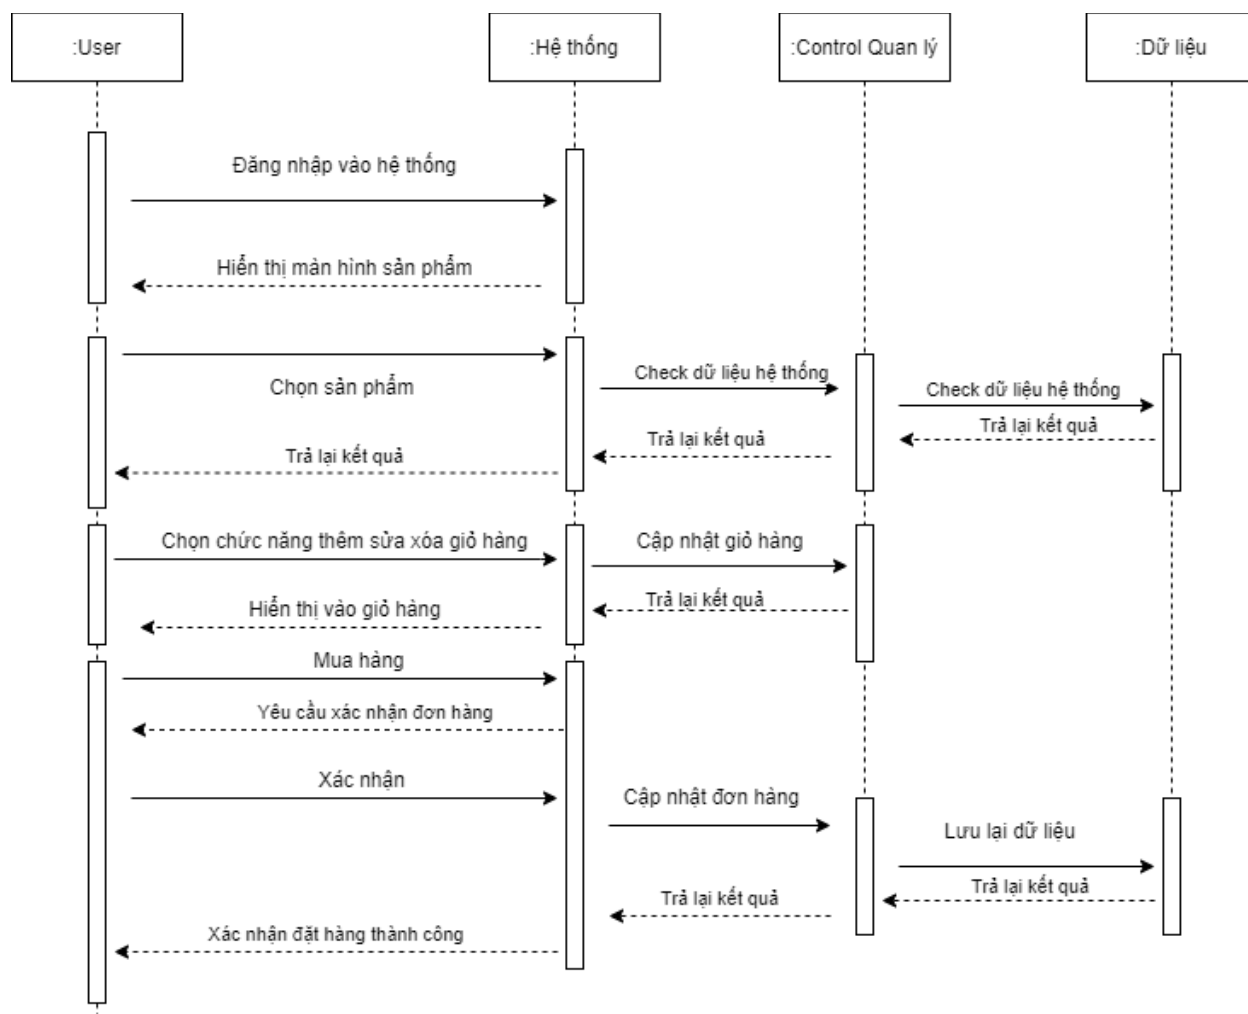 :User
:Hệ thống
:Control Quan lý
:Dữ liệu
Đăng nhập vào hệ thống
Hiển thị màn hình sản phẩm
Chọn sản phẩm
Check dữ liệu hệ thống
Check dữ liệu hệ thống
Trả lại kết quả
Trả lại kết quả
Trả lại kết quả
Chọn chức năng thêm sửa xóa giỏ hàng
Cập nhật giỏ hàng
Trả lại kết quả
Hiển thị vào giỏ hàng
Mua hàng
Yêu cầu xác nhận đơn hàng
Xác nhận
Cập nhật đơn hàng
Lưu lại dữ liệu
Trả lại kết quả
Trả lại kết quả
Xác nhận đặt hàng thành công